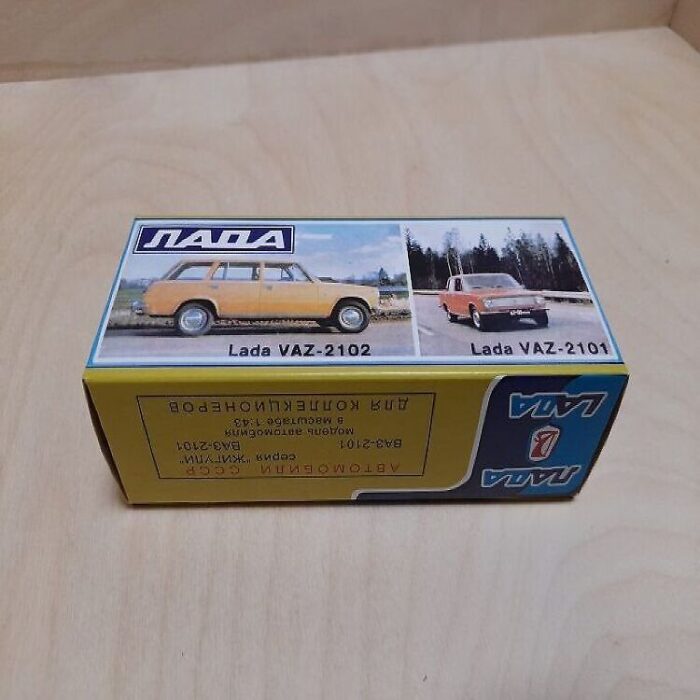 ЛАДА
Lada VAZ-2102
Lada VAZ-2101
АВТОМОБИЛИ СССР
серия "ЖИГУЛИ"
ВАЗ-2101 ВАЗ-2101
модель автомобиля
в масштабе 1:43
ДЛЯ КОЛЛЕКЦИОНЕРОВ
ЛАДА
LADA